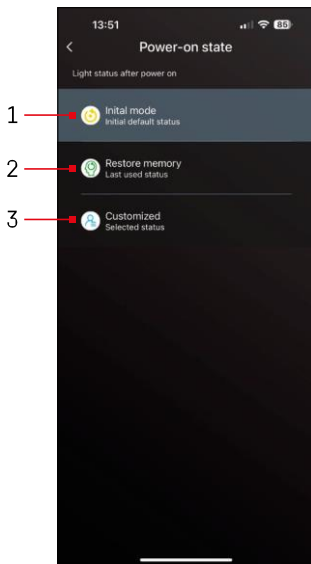 13:51
85
Power-on state
Light status after power on
1
Inital mode
Initial default status
2
Restore memory
Last used status
3
Customized
Selected status